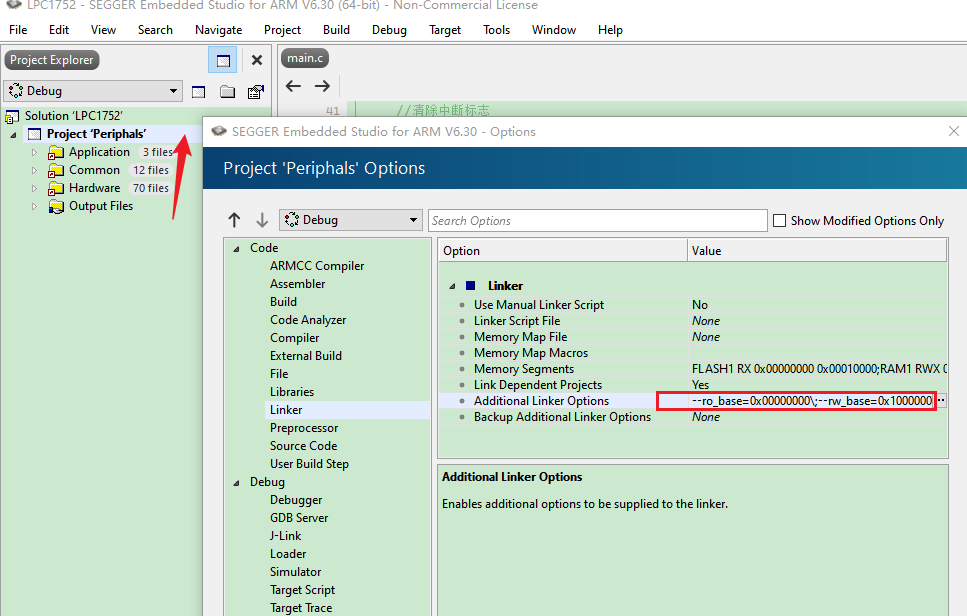 LPC1752 - SEGGER Embedded Studio for ARM V6.30 (64-bit) - Non-Commercial License
File Edit View Search Navigate Project Build Debug Target Tools Window Help
Project Explorer
main.c
Debug
41 //清除中断标志
Solution 'LPC1752'
Project 'Periphals'
Application 3 files
Common 12 files
Hardware 70 files
Output Files
SEGGER Embedded Studio for ARM V6.30 - Options
Project 'Periphals' Options
Debug
Search Options
Show Modified Options Only
Code
ARMCC Compiler
Assembler
Build
Code Analyzer
Compiler
External Build
File
Libraries
Linker
Preprocessor
Source Code
User Build Step
Debug
Debugger
GDB Server
J-Link
Loader
Simulator
Target Script
Target Trace
Option Value
Linker
Use Manual Linker Script No
Linker Script File None
Memory Map File None
Memory Map Macros
Memory Segments FLASH1 RX 0x00000000 0x00010000;RAM1 RWX 0
Link Dependent Projects Yes
Additional Linker Options --ro_base=0x00000000\;--rw_base=0x1000000
Backup Additional Linker Options None
Additional Linker Options
Enables additional options to be supplied to the linker.